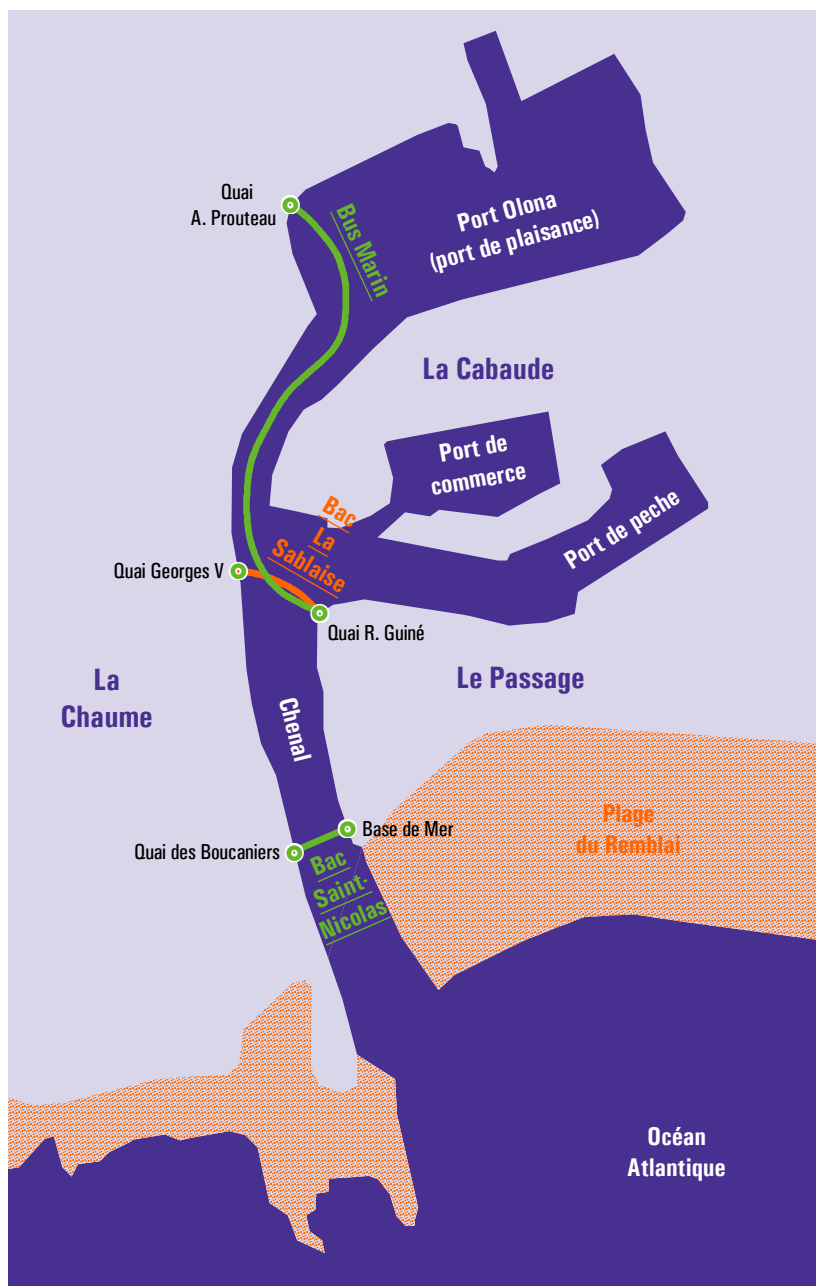 Quai
A. Prouteau
Bus Marin
Port Olona
(port de plaisance)
La Cabaude
Port de
commerce
Port de peche
Bac
La
Sablaise
Quai Georges V
Quai R. Guiné
La
Chaume
Le Passage
Chenal
Plage
du Remblai
Base de Mer
Quai des Boucaniers
Bac
Saint-
Nicolas
Océan
Atlantique